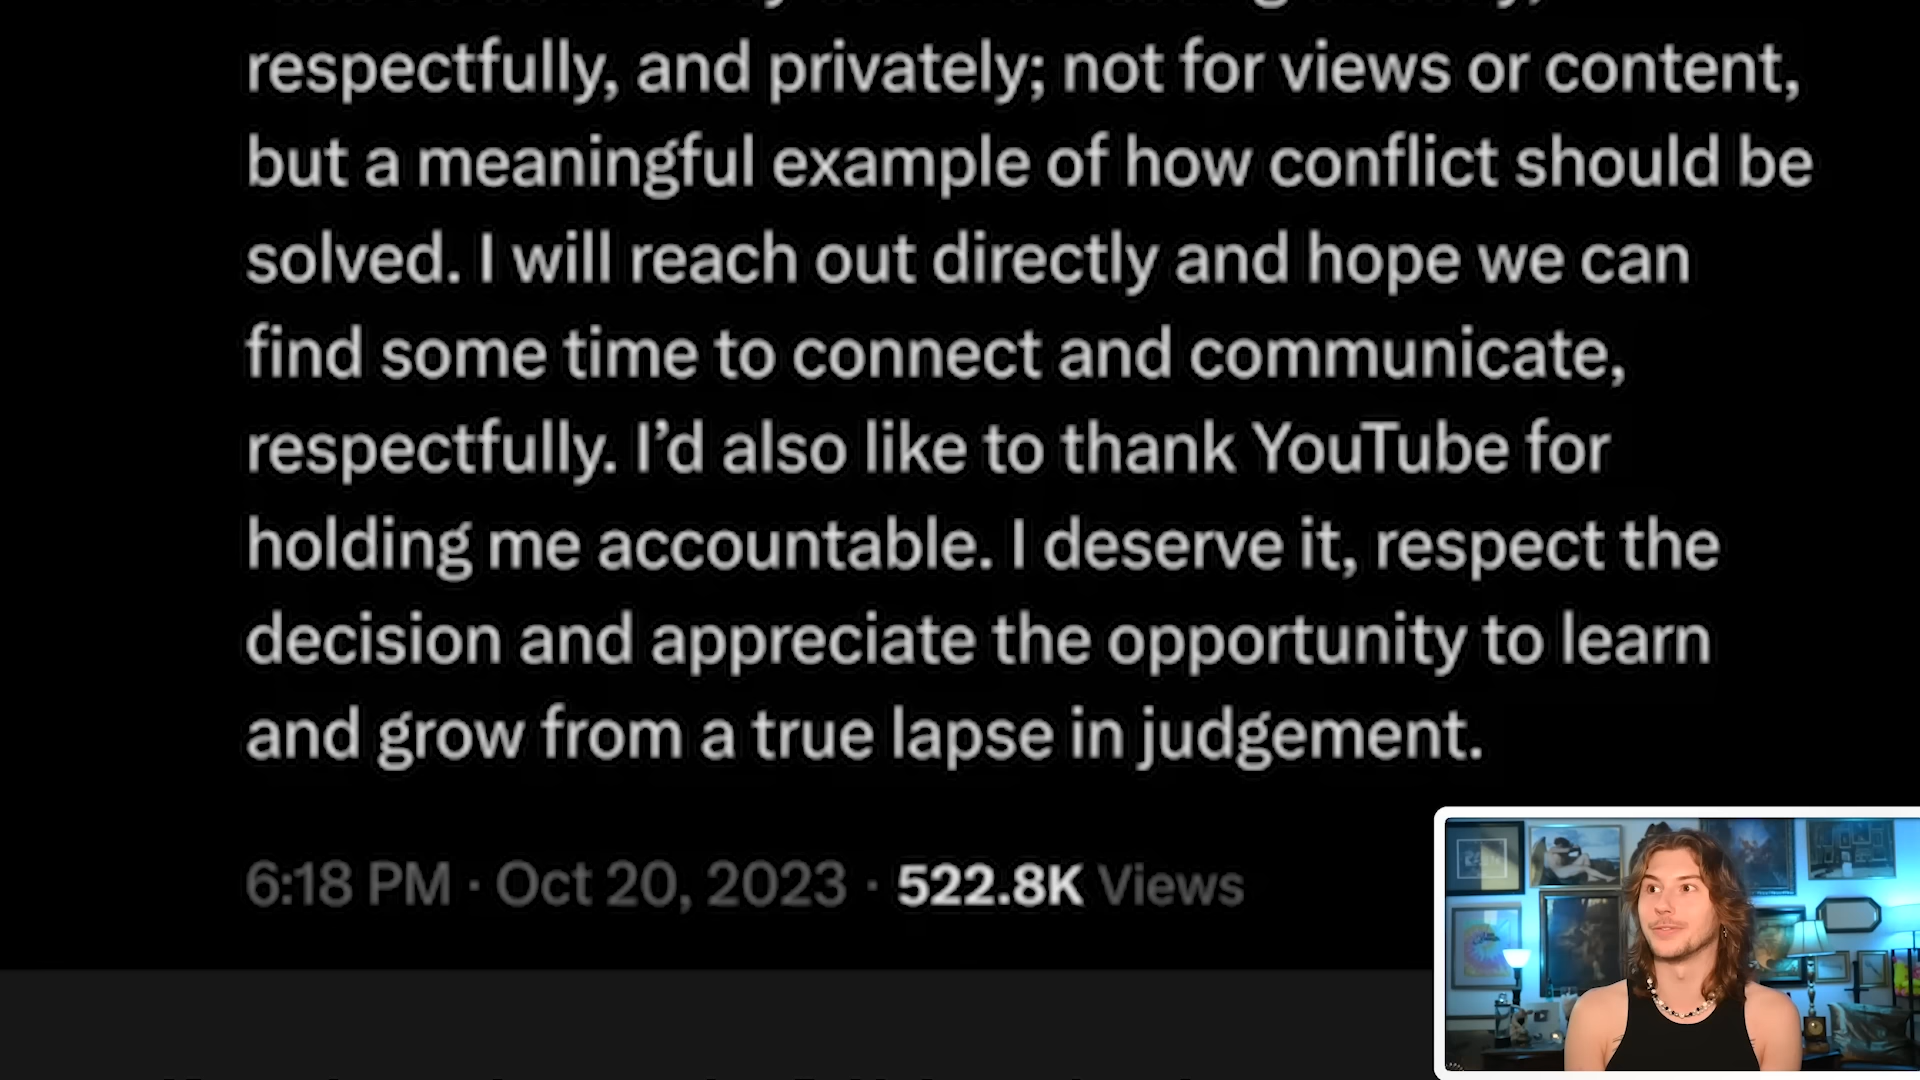 respectfully, and privately; not for views or content,
but a meaningful example of how conflict should be
solved. I will reach out directly and hope we can
find some time to connect and communicate,
respectfully. I’d also like to thank YouTube for
holding me accountable. I deserve it, respect the
decision and appreciate the opportunity to learn
and grow from a true lapse in judgement.
6:18 PM · Oct 20, 2023 · 522.8K Views